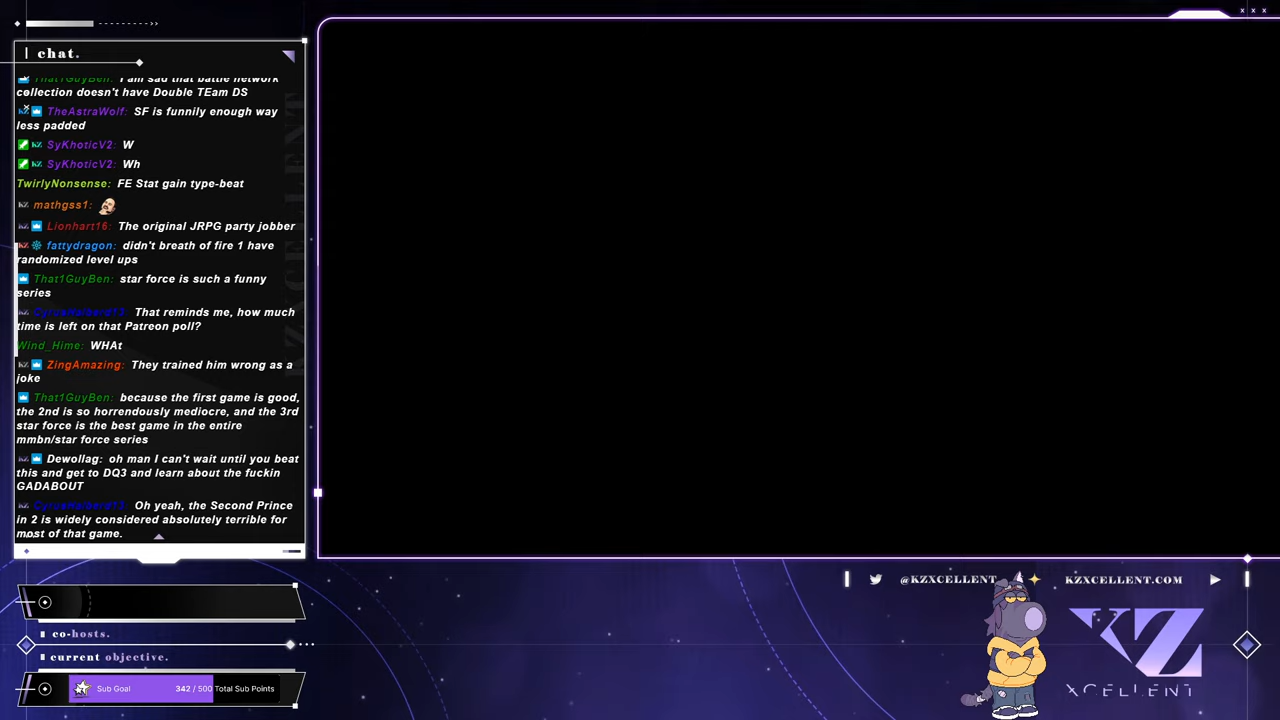 chat.
That1GuyBen: I am sad that battle network
collection doesn't have Double TEam DS
TheAstraWolf: SF is funnily enough way
less padded
SyKhoticV2: W
SyKhoticV2: Wh
TwirlyNonsense: FE Stat gain type-beat
mathgss1:
Lionhart16: The original JRPG party jobber
fattydragon: didn't breath of fire 1 have
randomized level ups
That1GuyBen: star force is such a funny
series
That reminds me, how much
time is left on that Patreon poll?
Wind_Hime: WHAt
ZingAmazing: They trained him wrong as a
joke
That1GuyBen: because the first game is good,
the 2nd is so horrendously mediocre, and the 3rd
star force is the best game in the entire
mmbn/star force series
Dewollag: oh man I can't wait until you beat
this and get to DQ3 and learn about the fuckin
GADABOUT
Oh yeah, the Second Prince
in 2 is widely considered absolutely terrible for
most of that game.
KZXCELLENT
co-hosts.
current objective.
Sub Goal 342 / 500 Total Sub Points
@KZXCELLENT
KZXCELLENT.COM
KZ
XCELLENT